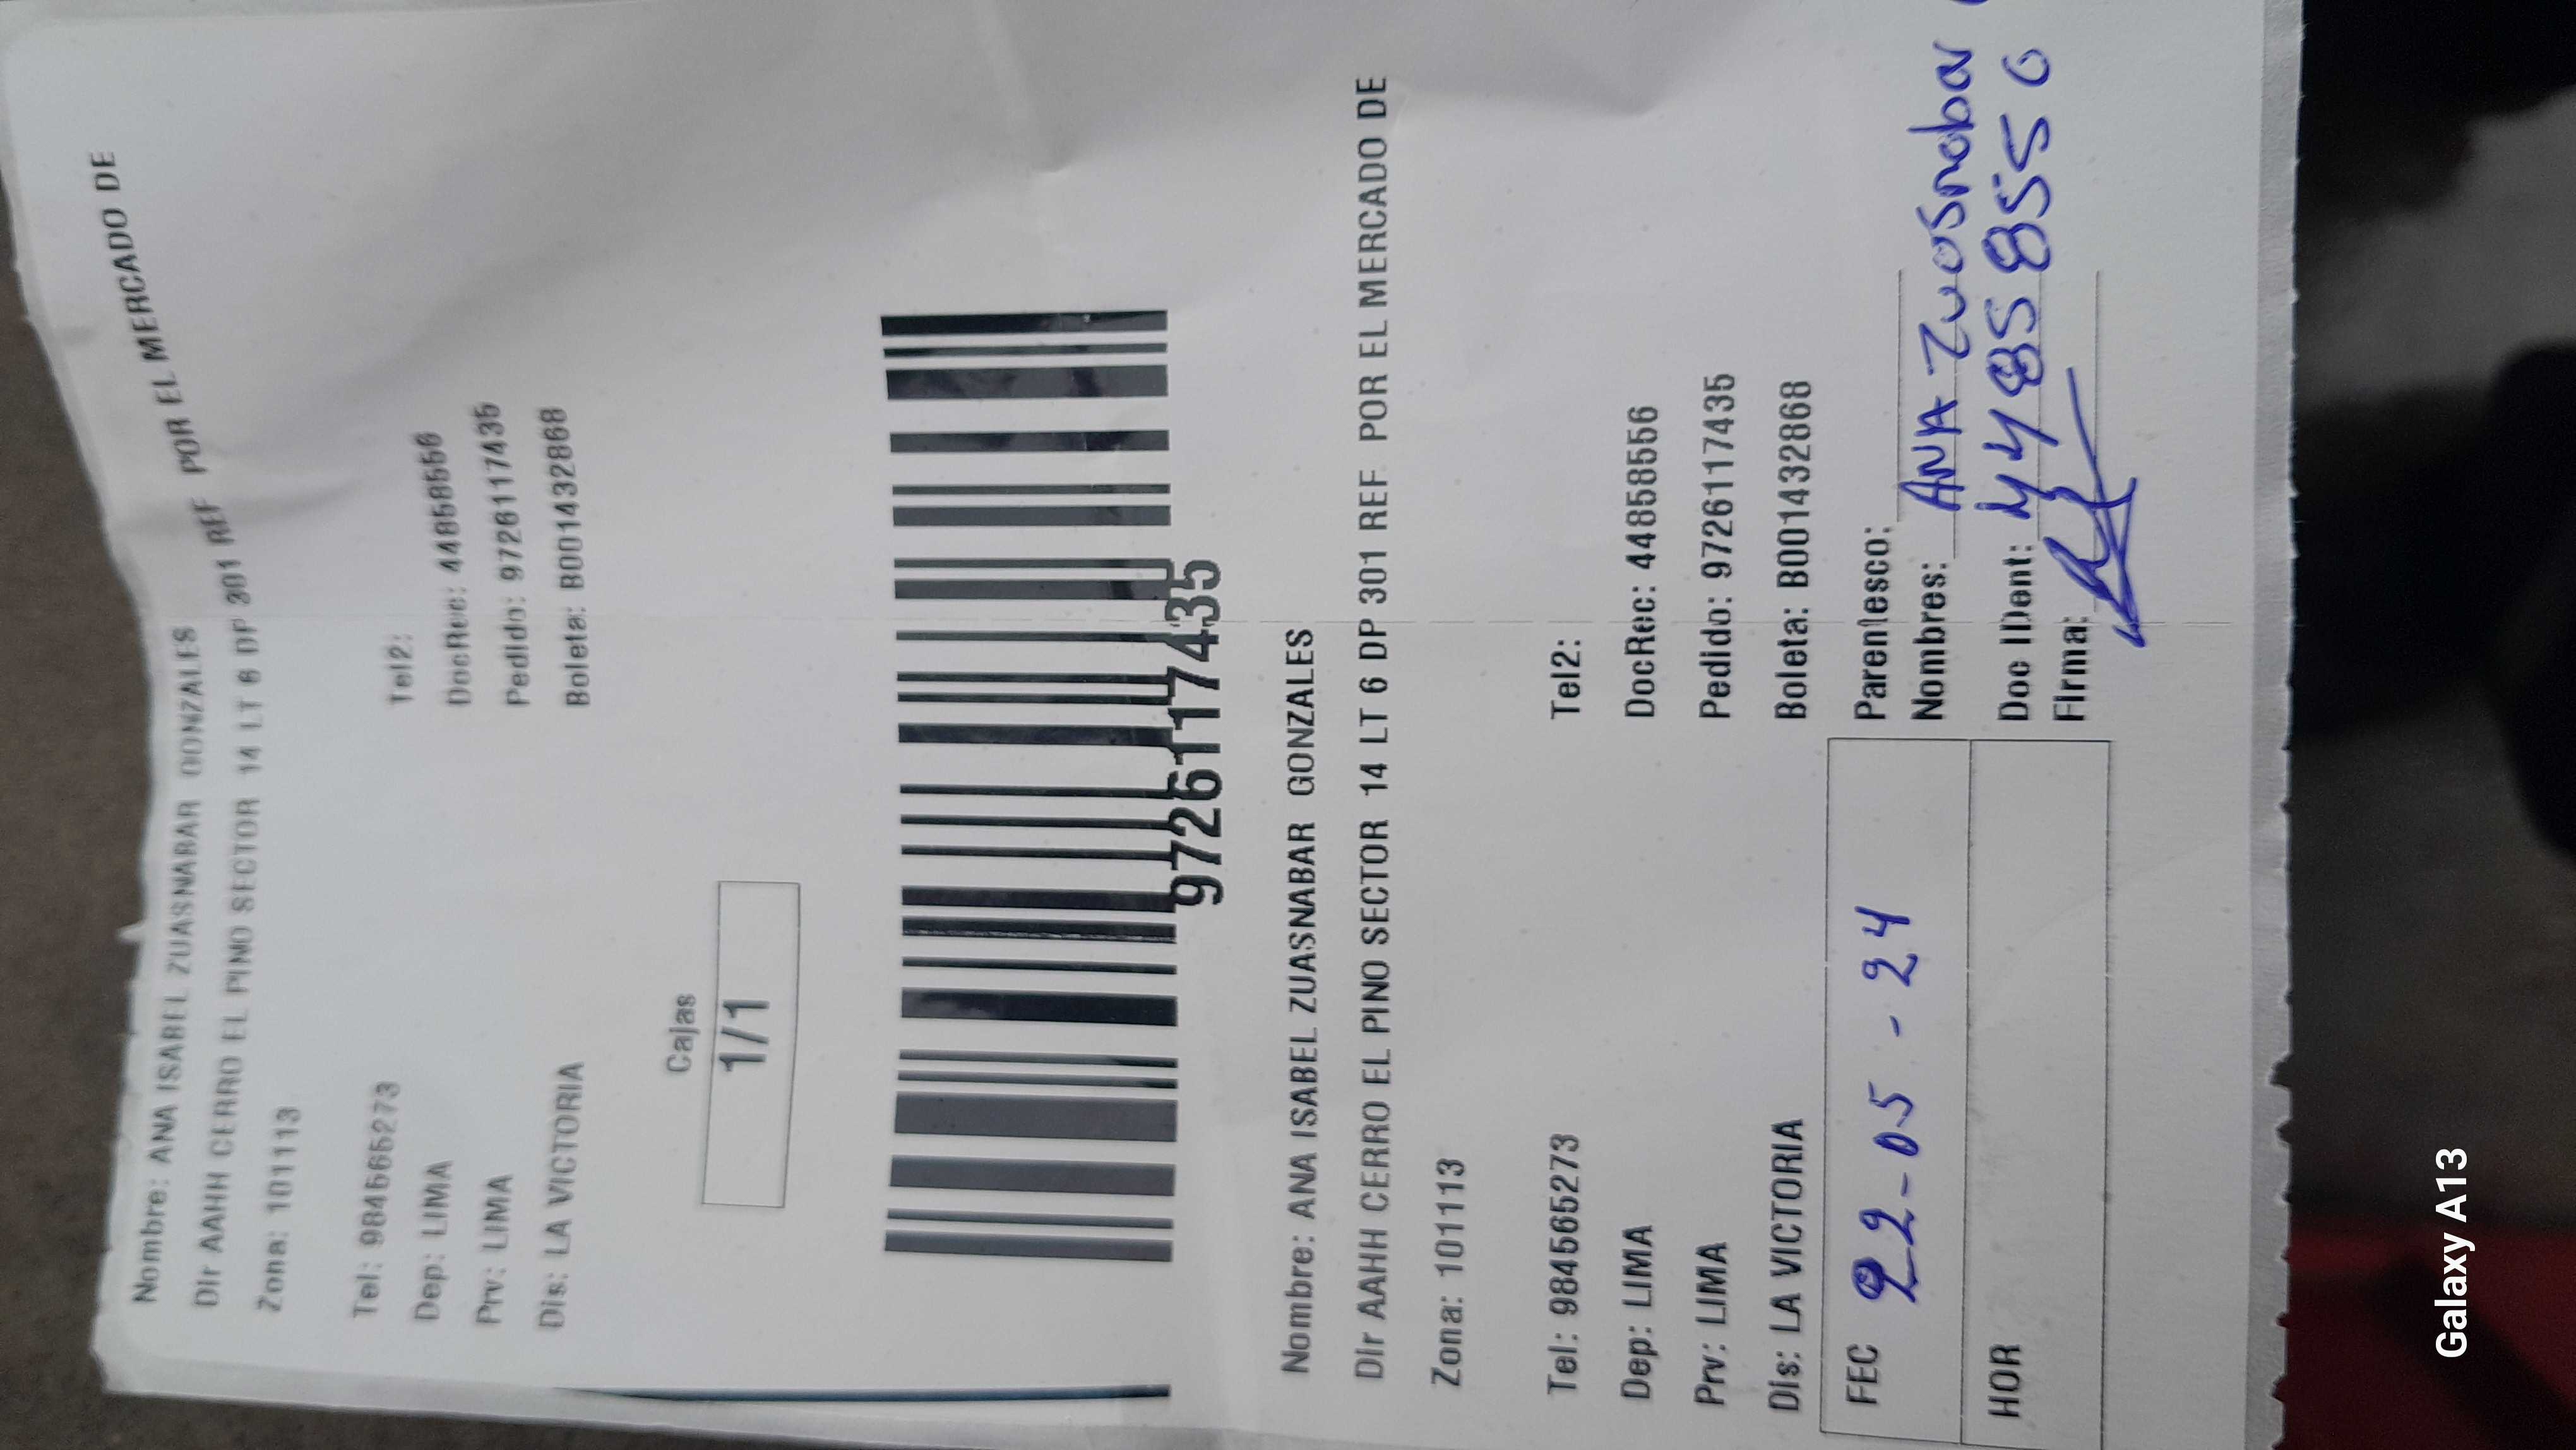 Nombre: ANA ISABEL ZUASNABAR GONZALES
Dir AAHH CERRO EL PINO SECTOR 14 LT 6 DP 301 REF POR EL MERCADO DE
Zona: 101113
Tel: 984565273 Tel2:
Dep: LIMA DocRec: 44858556
Prv: LIMA Pedido: 9726117435
Dis: LA VICTORIA Boleta: B001432868
Cajas
1/1
9726117435
Nombre: ANA ISABEL ZUASNABAR GONZALES
Dir AAHH CERRO EL PINO SECTOR 14 LT 6 DP 301 REF POR EL MERCADO DE
Zona: 101113
Tel: 984565273 Tel2:
Dep: LIMA DocRec: 44858556
Prv: LIMA Pedido: 9726117435
Dis: LA VICTORIA Boleta: B001432868
FEC 22-05-24 Parentesco:
Nombres: ANA Zuasnabar
HOR Doc IDent: 44858556
Firma:
Galaxy A13